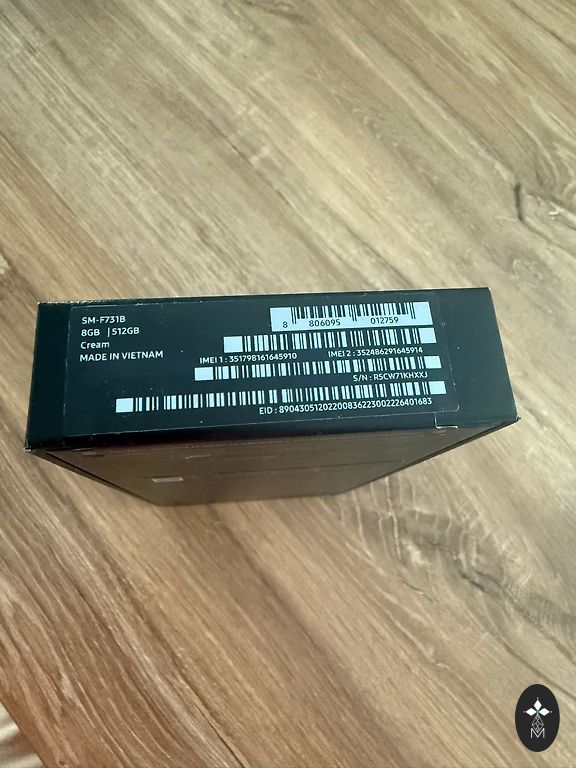 SM-F731B
8GB | 512GB
Cream
MADE IN VIETNAM
8 806095 012759
IMEI 1 : 351798161645910 IMEI 2 : 352486291645914
S/N : R5CW71KHXXJ
EID : 89043051202200836223002226401683
M